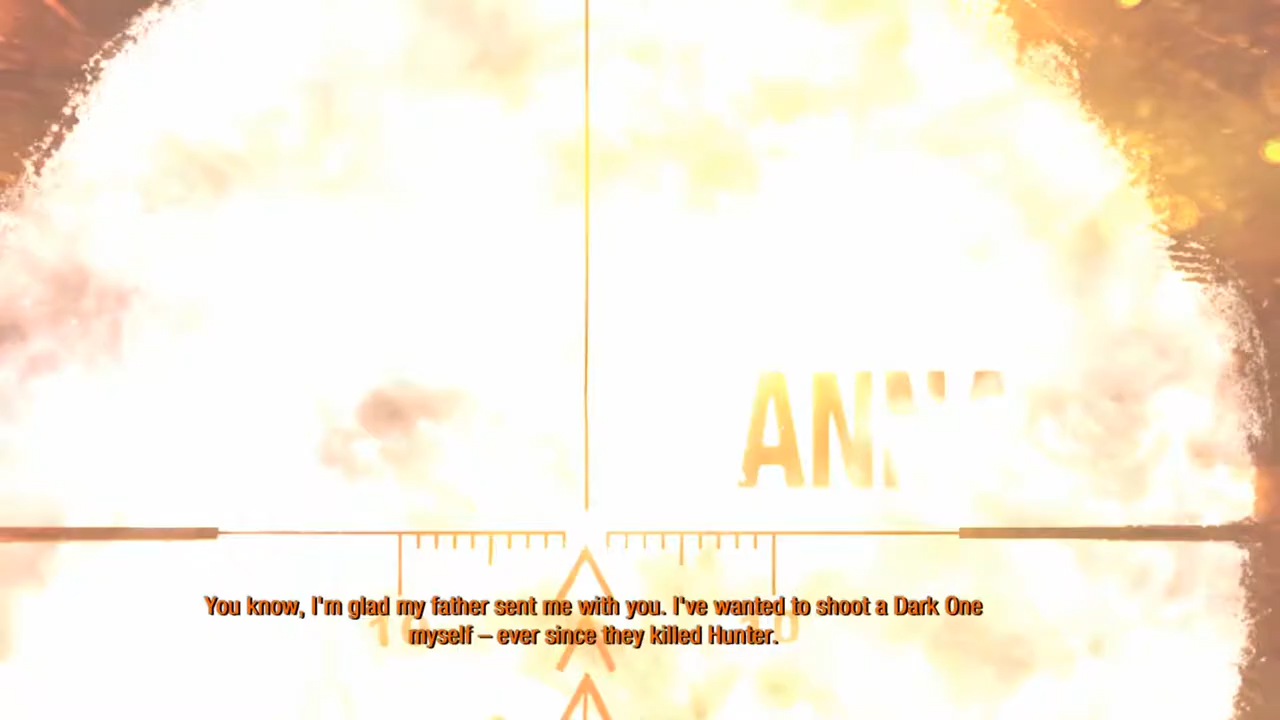 ANNA
You know, I'm glad my father sent me with you. I've wanted to shoot a Dark One
myself – ever since they killed Hunter.